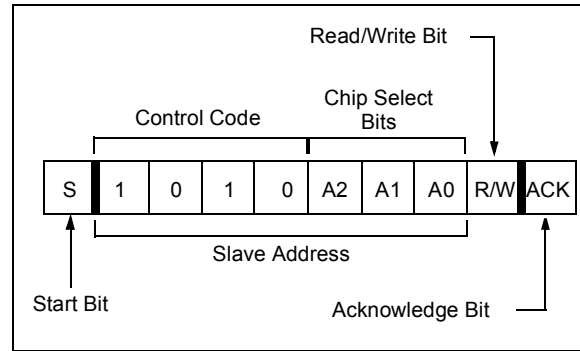 Read/Write Bit
Chip Select
Bits
Control Code
S 1 0 1 0 A2 A1 A0 R/W ACK
Slave Address
Start Bit
Acknowledge Bit